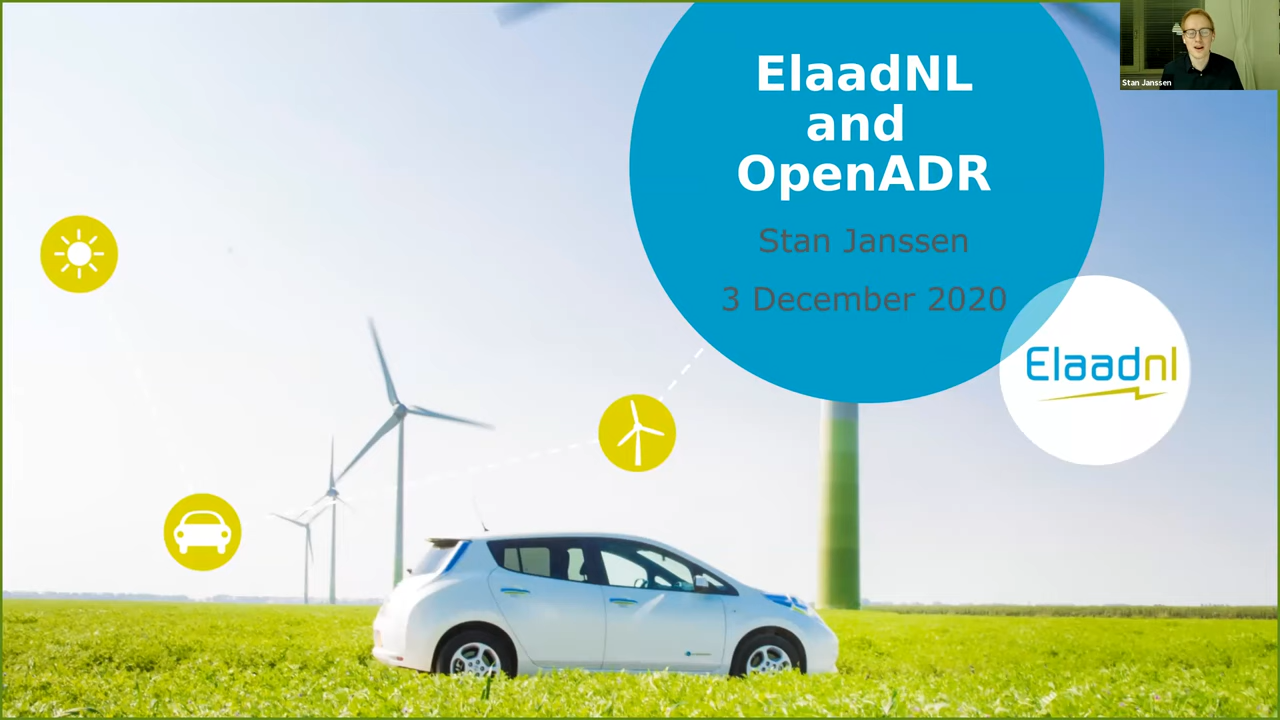 ElaadNL
and
OpenADR
Stan Janssen
3 December 2020
Elaadnl
Stan Janssen